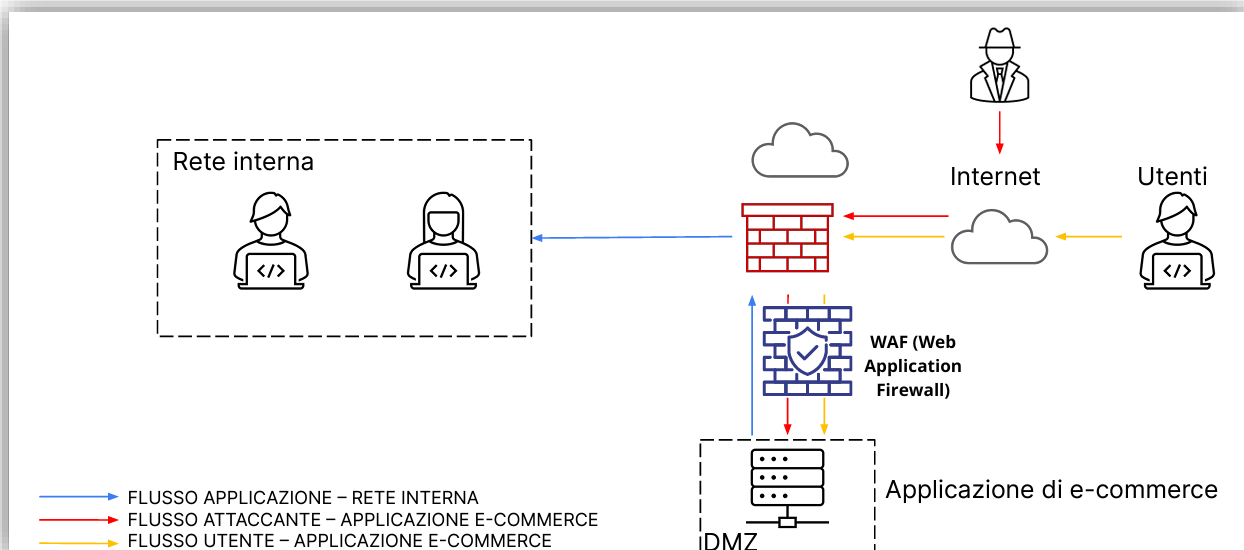 Rete interna
Internet
Utenti
</>
</>
</>
WAF (Web
Application
Firewall)
Applicazione di e-commerce
DMZ
FLUSSO APPLICAZIONE – RETE INTERNA
FLUSSO ATTACCANTE – APPLICAZIONE E-COMMERCE
FLUSSO UTENTE – APPLICAZIONE E-COMMERCE